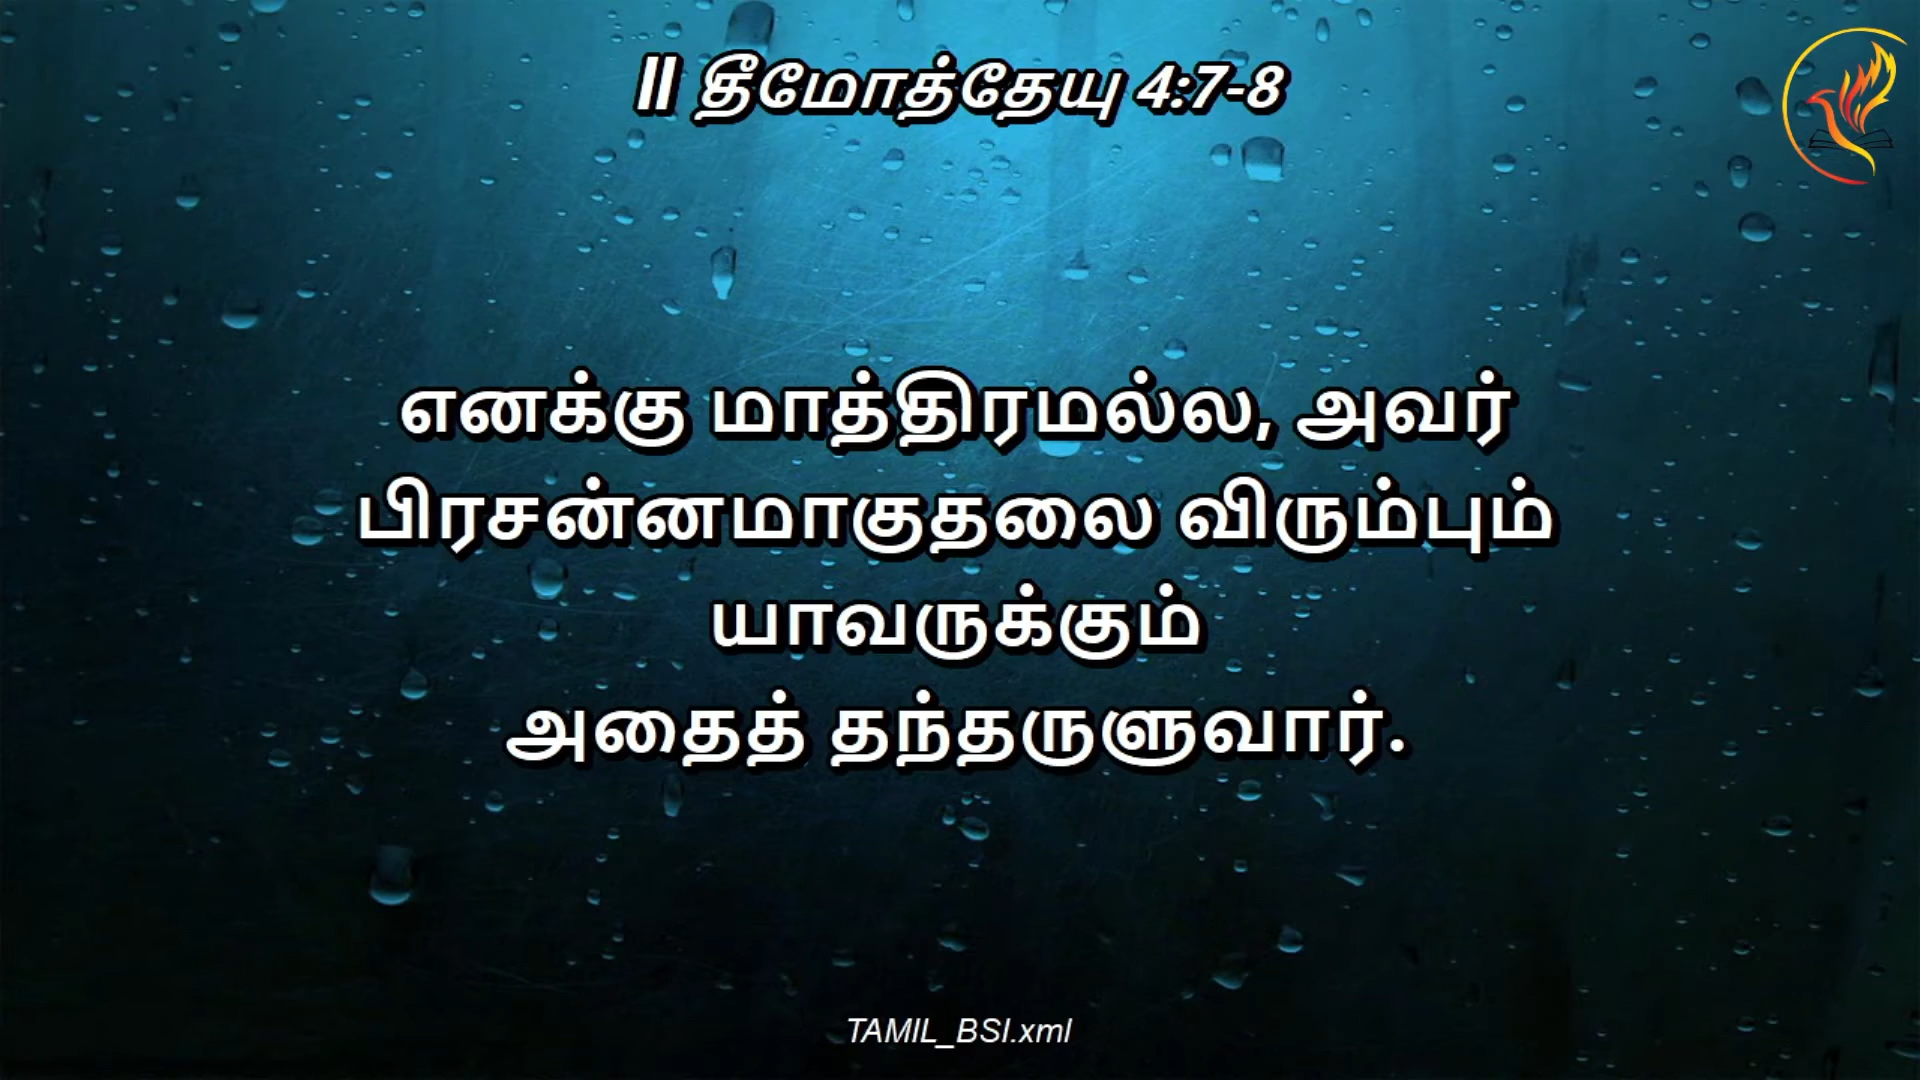 II தீமோத்தேயு 4:7-8
எனக்கு மாத்திரமல்ல, அவர்
பிரசன்னமாகுதலை விரும்பும்
யாவருக்கும்
அதைத் தந்தருளுவார்.
TAMIL_BSI.xml